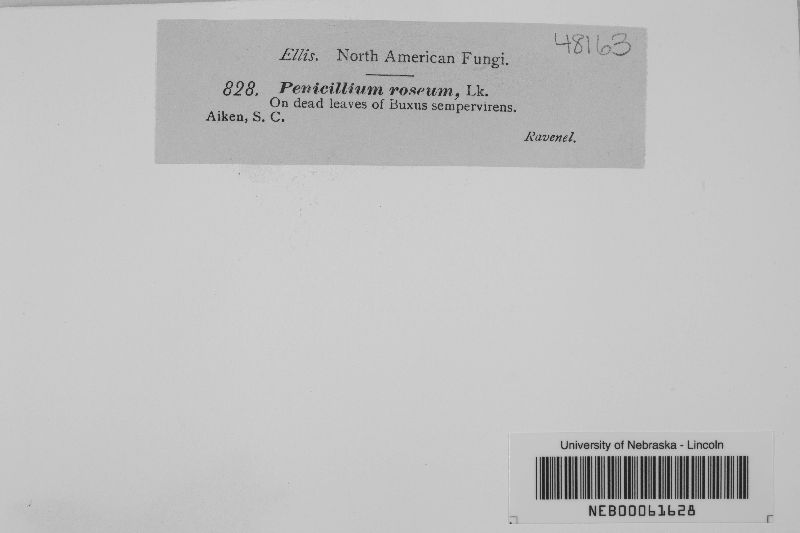 48163
Ellis. North American Fungi.
828. Penicillium roseum, Lk.
On dead leaves of Buxus sempervirens.
Aiken, S. C.
Ravenel.
University of Nebraska - Lincoln
NEB00061628